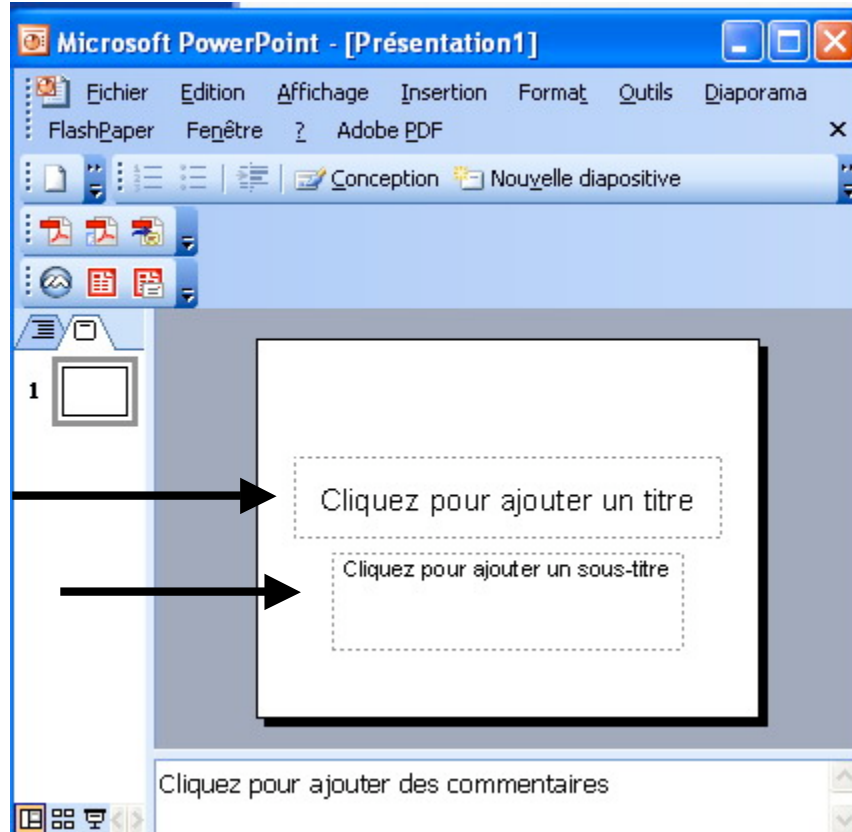 Microsoft PowerPoint - [Présentation1]
Fichier Edition Affichage Insertion Format Outils Diaporama
FlashPaper Fenêtre ? Adobe PDF
Conception Nouvelle diapositive
1
Cliquez pour ajouter un titre
Cliquez pour ajouter un sous-titre
Cliquez pour ajouter des commentaires